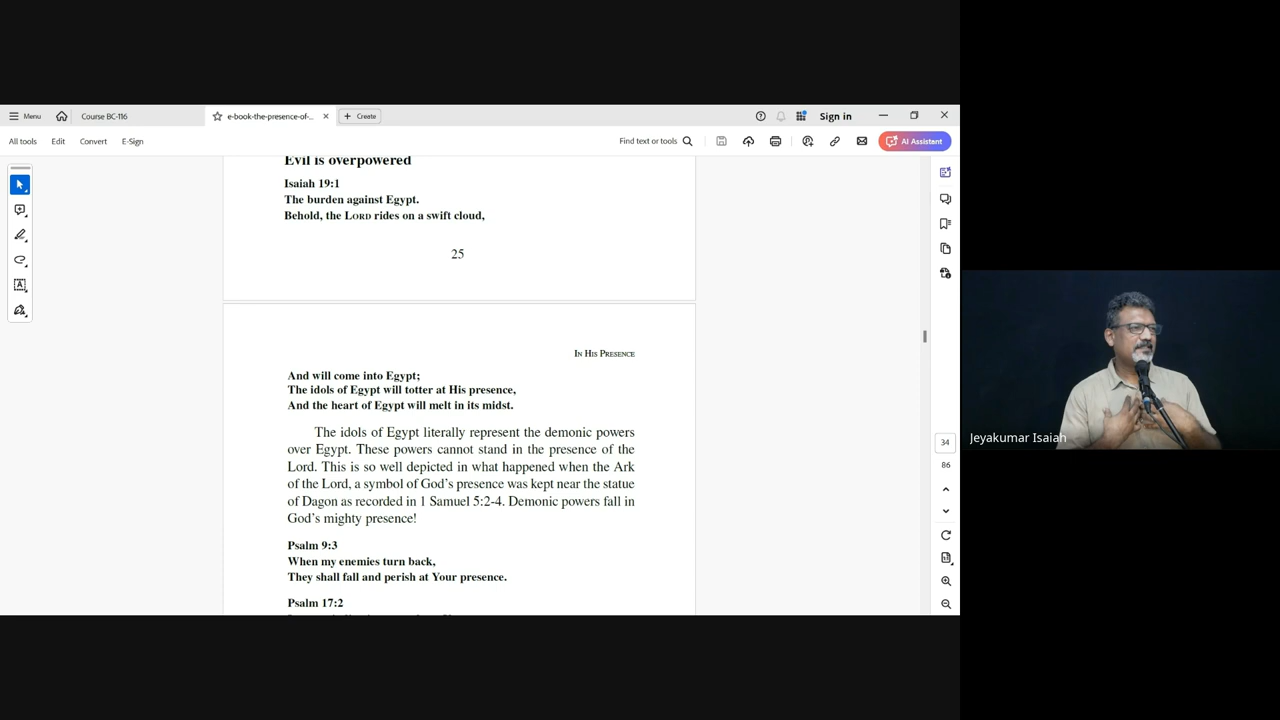 Menu
Course BC-116
e-book-the-presence-of-...
Create
Sign in
All tools
Edit
Convert
E-Sign
Find text or tools
AI Assistant
Evil is overpowered
Isaiah 19:1
The burden against Egypt.
Behold, the LORD rides on a swift cloud,
25
IN HIS PRESENCE
And will come into Egypt;
The idols of Egypt will totter at His presence,
And the heart of Egypt will melt in its midst.
The idols of Egypt literally represent the demonic powers
over Egypt. These powers cannot stand in the presence of the
Lord. This is so well depicted in what happened when the Ark
of the Lord, a symbol of God’s presence was kept near the statue
of Dagon as recorded in 1 Samuel 5:2-4. Demonic powers fall in
God’s mighty presence!
Psalm 9:3
When my enemies turn back,
They shall fall and perish at Your presence.
Psalm 17:2
34
86
Jeyakumar Isaiah